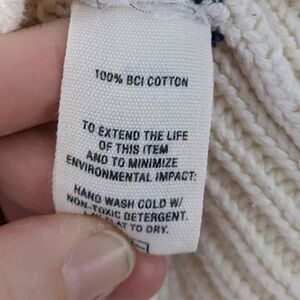 100% BCI COTTON
TO EXTEND THE LIFE
OF THIS ITEM
AND TO MINIMIZE
ENVIRONMENTAL IMPACT:
HAND WASH COLD W/
NON-TOXIC DETERGENT.
LAY FLAT TO DRY.